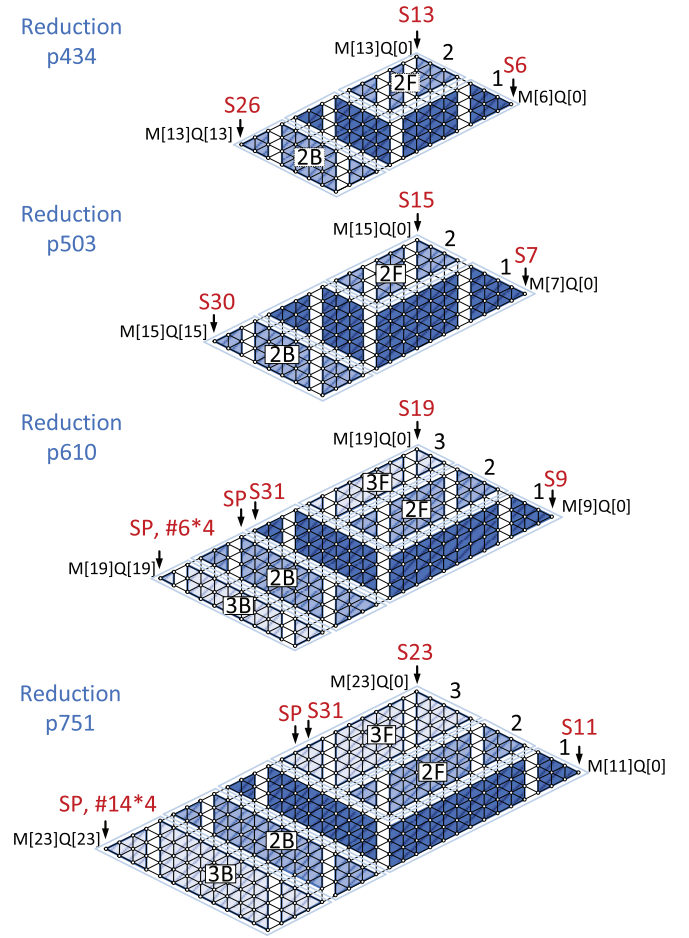 Reduction
p434
S13
M[13]Q[0]
2
2F
1
S6
M[6]Q[0]
S26
M[13]Q[13]
2B
Reduction
p503
S15
M[15]Q[0]
2
2F
1
S7
M[7]Q[0]
S30
M[15]Q[15]
2B
Reduction
p610
S19
M[19]Q[0]
3
3F
2
2F
1
S9
M[9]Q[0]
SP
S31
SP, #6*4
M[19]Q[19]
2B
3B
Reduction
p751
S23
M[23]Q[0]
3
3F
2
2F
1
S11
M[11]Q[0]
SP
S31
SP, #14*4
M[23]Q[23]
2B
3B